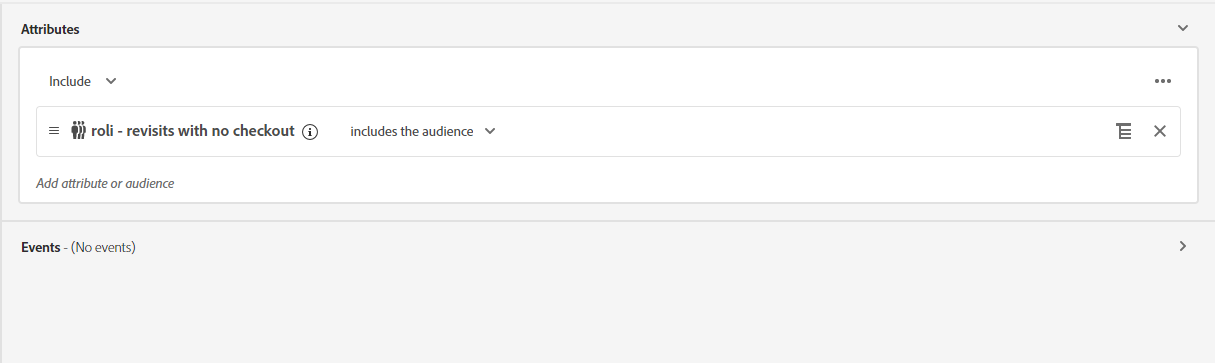 Attributes
Include
roli - revisits with no checkout includes the audience
Add attribute or audience
Events - (No events)